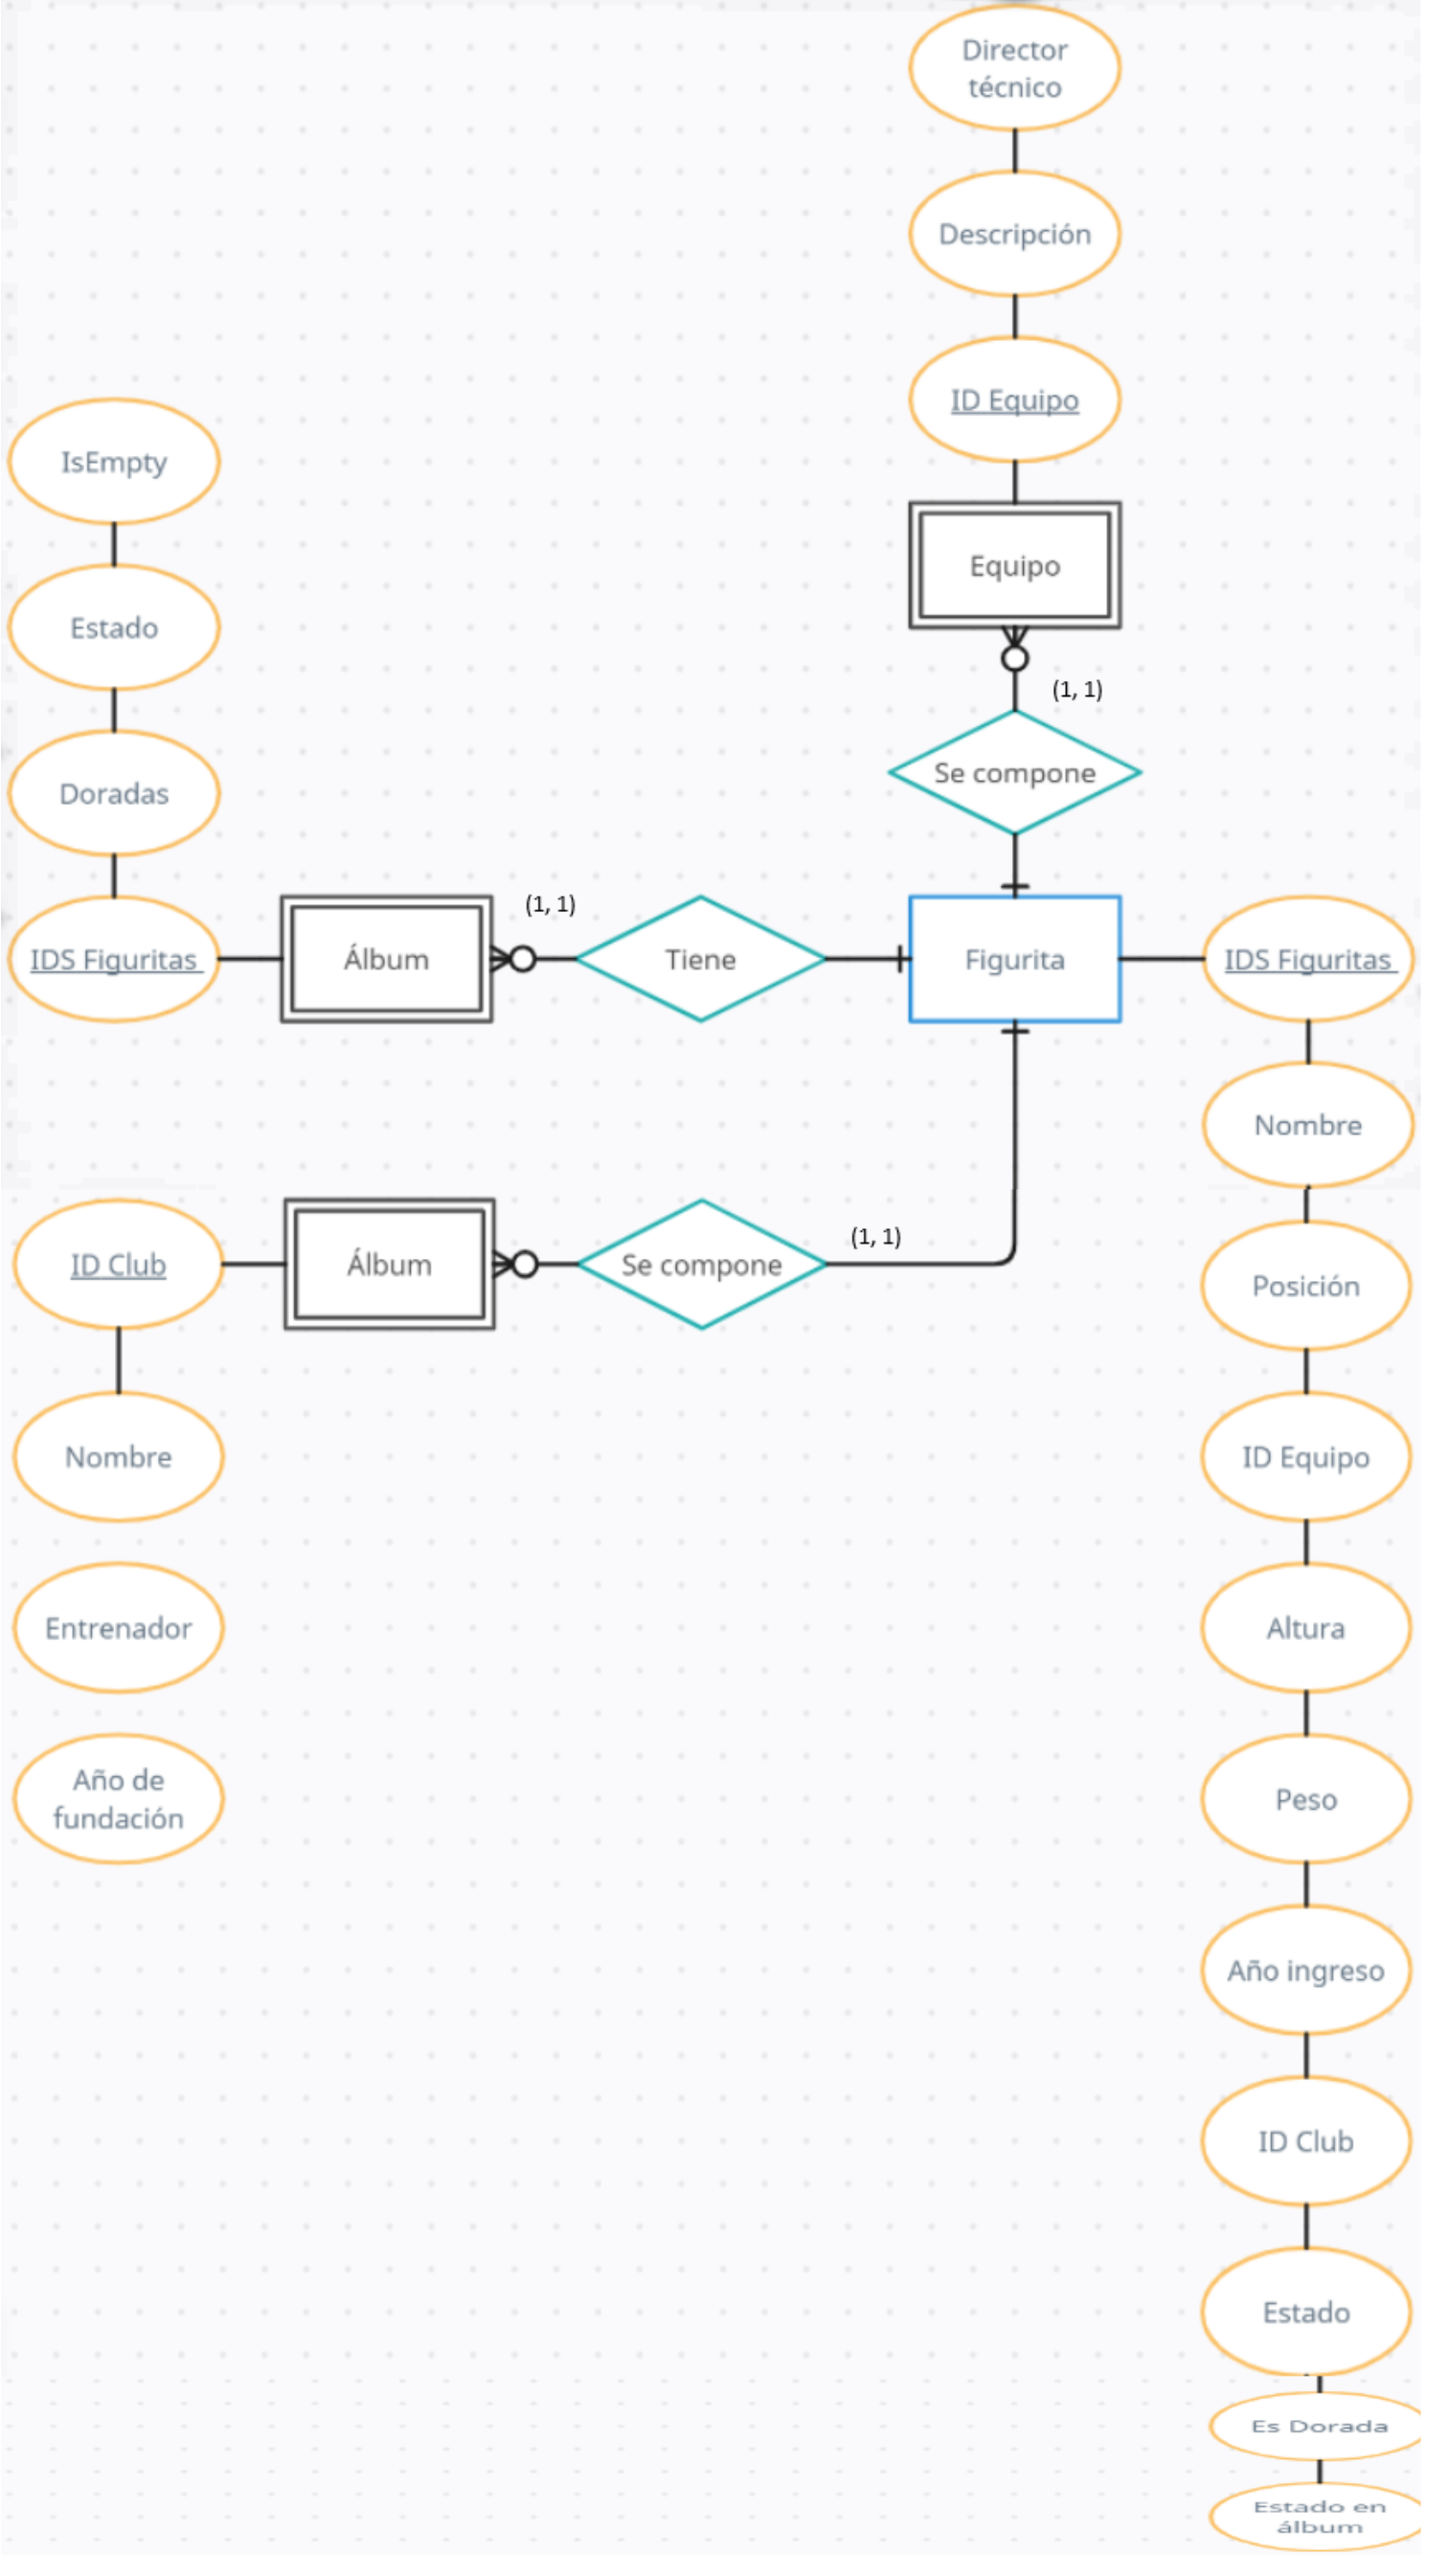 Director
técnico
Descripción
ID Equipo
Equipo
(1, 1)
Se compone
IsEmpty
Estado
Doradas
IDS Figuritas
Álbum
(1, 1)
Tiene
Figurita
IDS Figuritas
Nombre
Posición
ID Equipo
Altura
Peso
Año ingreso
ID Club
Estado
Es Dorada
Estado en
álbum
ID Club
Álbum
Se compone
(1, 1)
Nombre
Entrenador
Año de
fundación